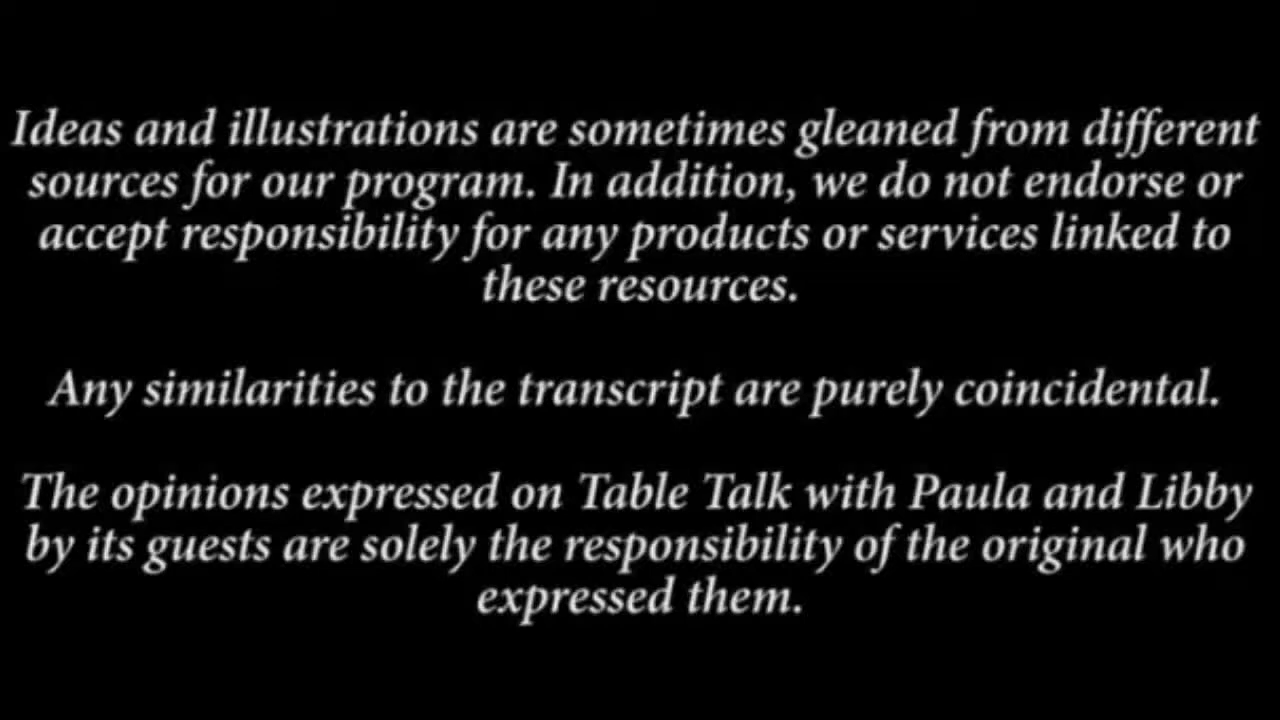 Ideas and illustrations are sometimes gleaned from different
sources for our program. In addition, we do not endorse or
accept responsibility for any products or services linked to
these resources.
Any similarities to the transcript are purely coincidental.
The opinions expressed on Table Talk with Paula and Libby
by its guests are solely the responsibility of the original who
expressed them.